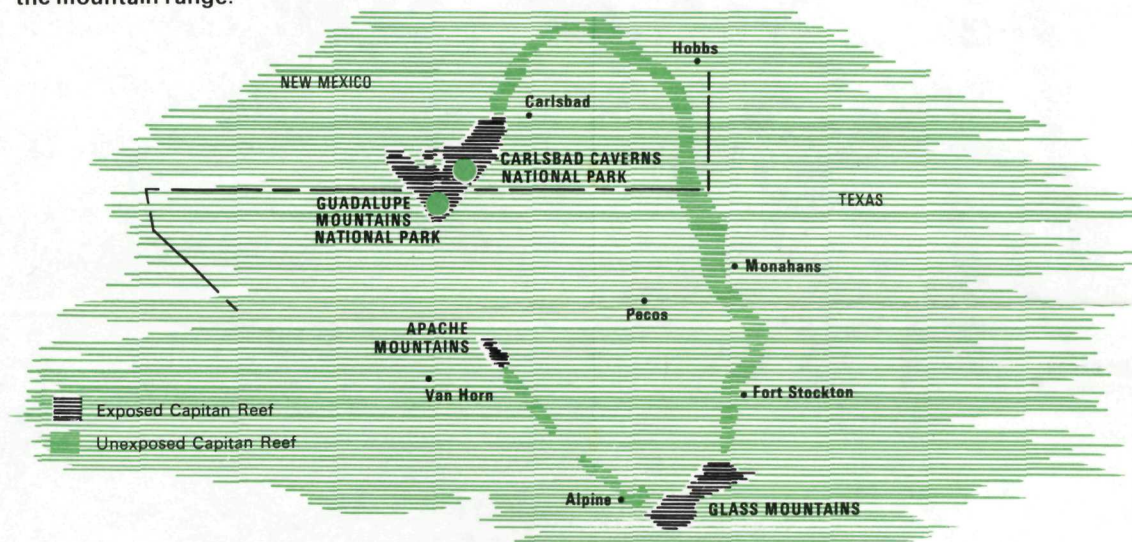 the mountain range.
Hobbs
NEW MEXICO
Carlsbad
CARLSBAD CAVERNS
NATIONAL PARK
TEXAS
GUADALUPE
MOUNTAINS
NATIONAL PARK
Monahans
Pecos
APACHE
MOUNTAINS
Van Horn
Fort Stockton
Exposed Capitan Reef
Unexposed Capitan Reef
Alpine
GLASS MOUNTAINS